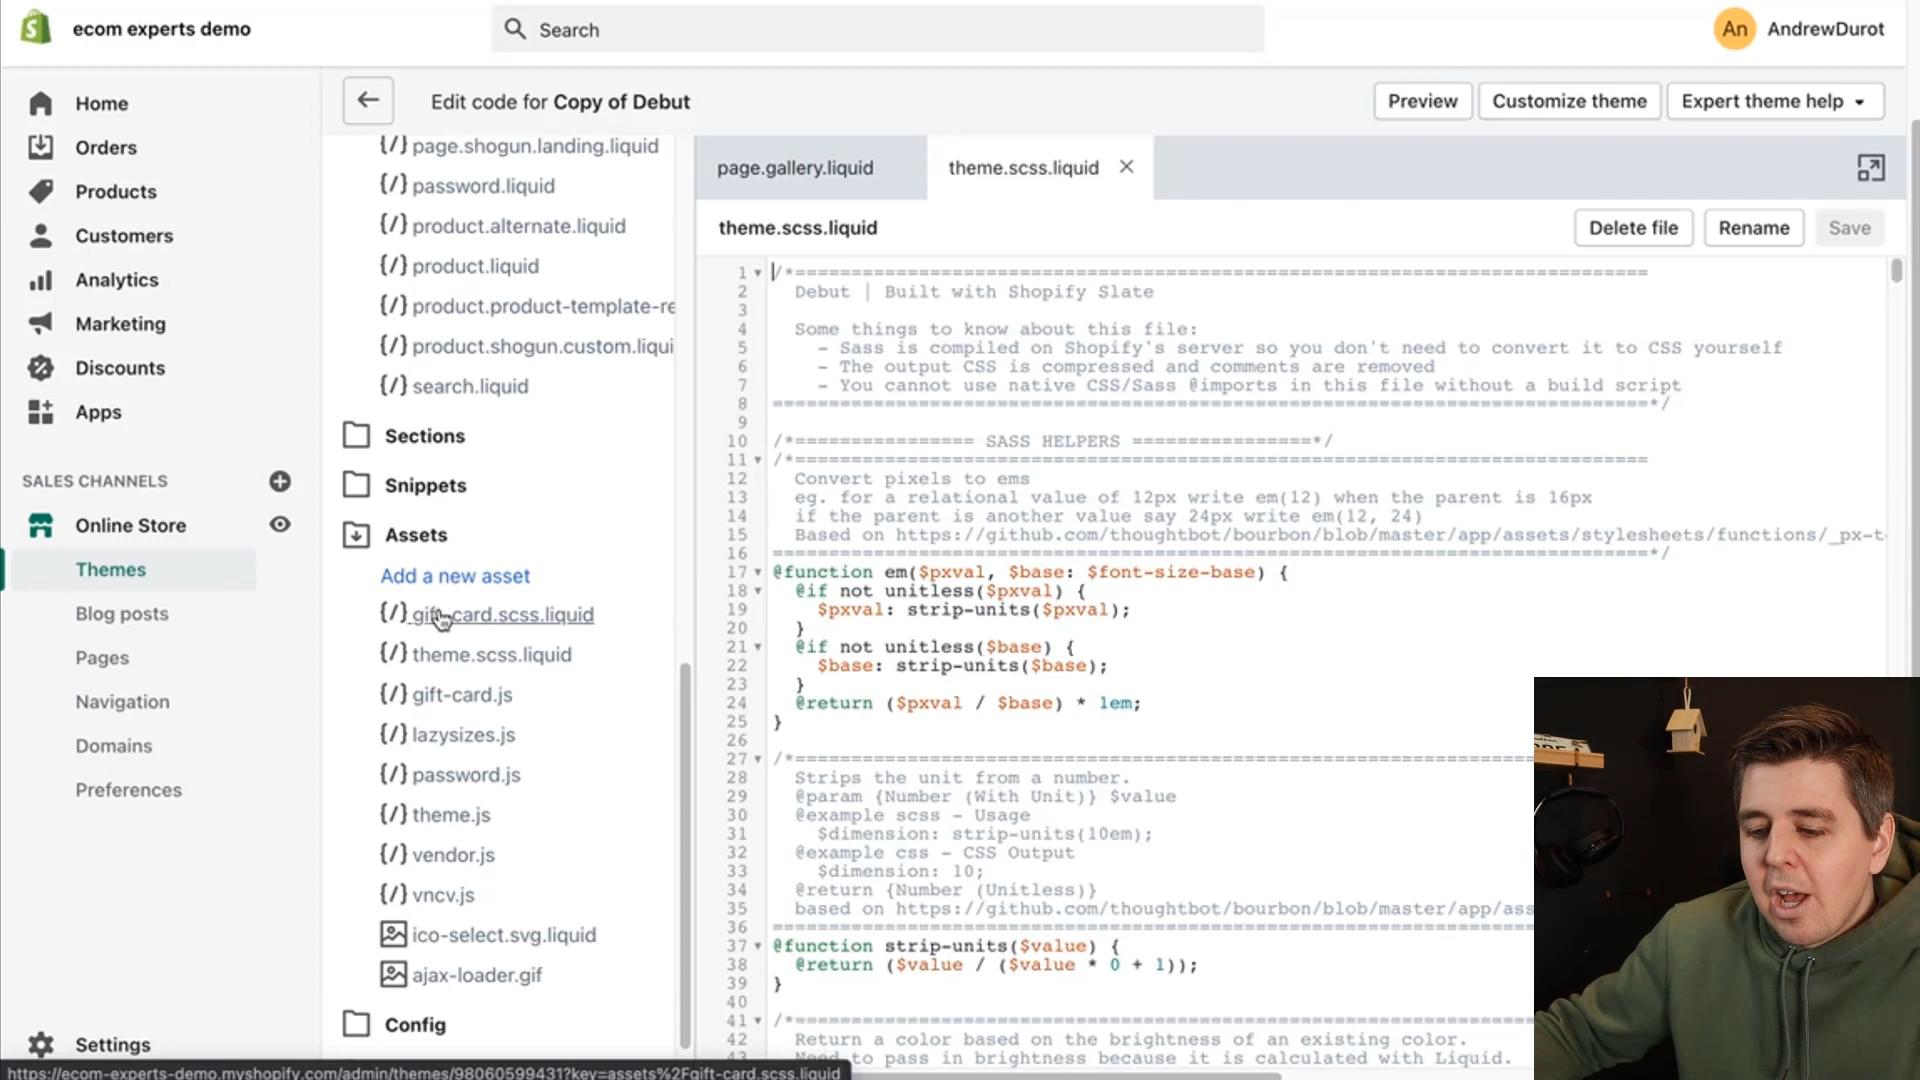 ecom experts demo
Search
An
AndrewDurot
Home
Orders
Products
Customers
Analytics
Marketing
Discounts
Apps
SALES CHANNELS
Online Store
Themes
Blog posts
Pages
Navigation
Domains
Preferences
Settings
Edit code for Copy of Debut
Preview
Customize theme
Expert theme help
{/} page.shogun.landing.liquid
{/} password.liquid
{/} product.alternate.liquid
{/} product.liquid
{/} product.product-template-re
{/} product.shogun.custom.liqui
{/} search.liquid
Sections
Snippets
Assets
Add a new asset
{/} gift-card.scss.liquid
{/} theme.scss.liquid
{/} gift-card.js
{/} lazysizes.js
{/} password.js
{/} theme.js
{/} vendor.js
{/} vncv.js
ico-select.svg.liquid
ajax-loader.gif
Config
page.gallery.liquid
theme.scss.liquid
theme.scss.liquid
Delete file
Rename
Save
1 /*============================================================================
2 Debut | Built with Shopify Slate
3
4 Some things to know about this file:
5 - Sass is compiled on Shopify's server so you don't need to convert it to CSS yourself
6 - The output CSS is compressed and comments are removed
7 - You cannot use native CSS/Sass @imports in this file without a build script
8 ==============================================================================*/
9
10 /*================ SASS HELPERS ================*/
11 /*============================================================================
12 Convert pixels to ems
13 eg. for a relational value of 12px write em(12) when the parent is 16px
14 if the parent is another value say 24px write em(12, 24)
15 Based on https://github.com/thoughtbot/bourbon/blob/master/app/assets/stylesheets/functions/_px-t
16 ==============================================================================*/
17 @function em($pxval, $base: $font-size-base) {
18 @if not unitless($pxval) {
19 $pxval: strip-units($pxval);
20 }
21 @if not unitless($base) {
22 $base: strip-units($base);
23 }
24 @return ($pxval / $base) * 1em;
25 }
26
27 /*====================================================================
28 Strips the unit from a number.
29 @param {Number (With Unit)} $value
30 @example scss - Usage
31 $dimension: strip-units(10em);
32 @example css - CSS Output
33 $dimension: 10;
34 @return {Number (Unitless)}
35 based on https://github.com/thoughtbot/bourbon/blob/master/app/ass
36 ====================================================================
37 @function strip-units($value) {
38 @return ($value / ($value * 0 + 1));
39 }
40
41 /*====================================================================
42 Return a color based on the brightness of an existing color.
43 Need to pass in brightness because it is calculated with Liquid.
https://ecom-experts-demo.myshopify.com/admin/themes/98060599431?key=assets%2Fgift-card.scss.liquid